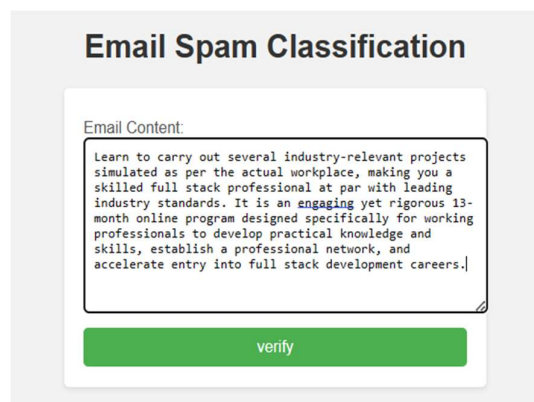 Email Spam Classification
Email Content:
Learn to carry out several industry-relevant projects
simulated as per the actual workplace, making you a
skilled full stack professional at par with leading
industry standards. It is an engaging yet rigorous 13-
month online program designed specifically for working
professionals to develop practical knowledge and
skills, establish a professional network, and
accelerate entry into full stack development careers.
verify